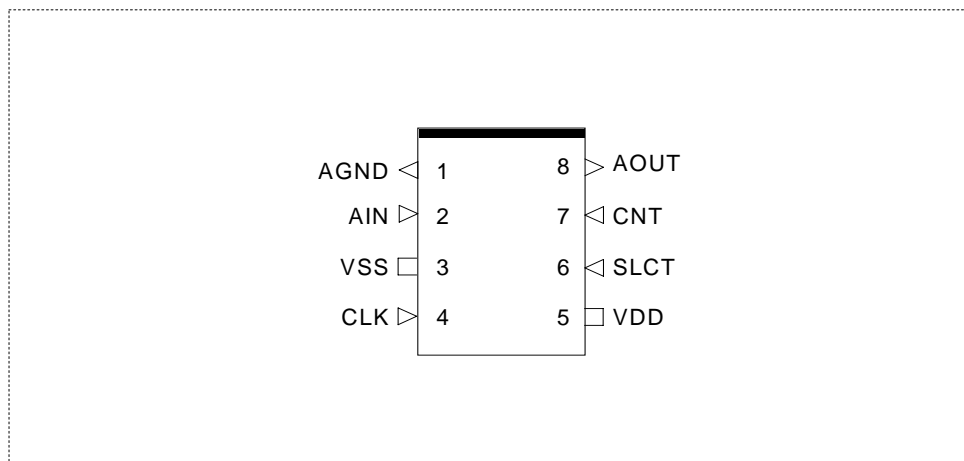 AGND 1 8 AOUT
AIN 2 7 CNT
VSS 3 6 SLCT
CLK 4 5 VDD